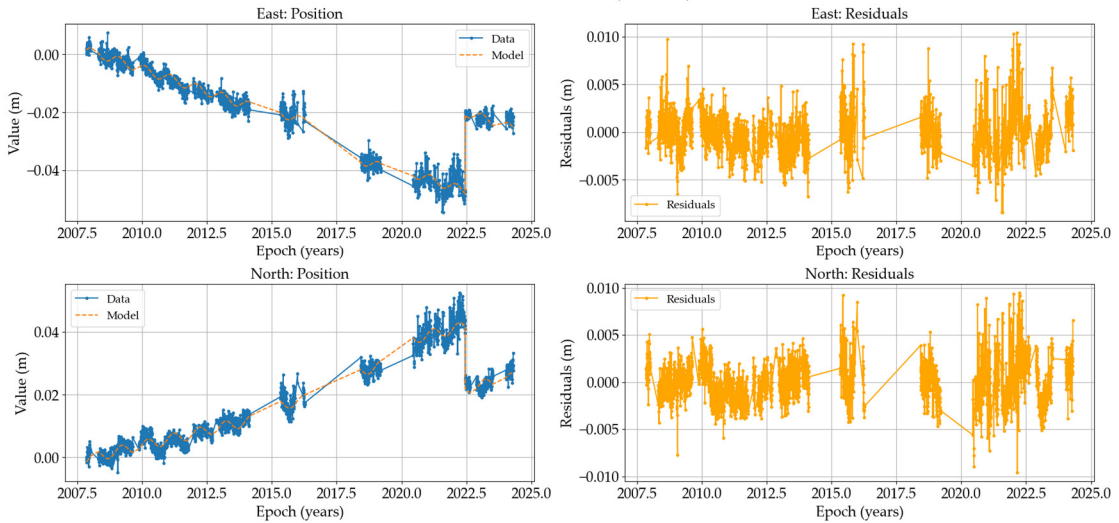 East: Position
0.00
−0.02
−0.04
Value (m)
Data
Model
2007.5 2010.0 2012.5 2015.0 2017.5 2020.0 2022.5 2025.0
Epoch (years)
East: Residuals
0.010
0.005
0.000
−0.005
Residuals (m)
Residuals
2007.5 2010.0 2012.5 2015.0 2017.5 2020.0 2022.5 2025.0
Epoch (years)
North: Position
0.04
0.02
0.00
Value (m)
Data
Model
2007.5 2010.0 2012.5 2015.0 2017.5 2020.0 2022.5 2025.0
Epoch (years)
North: Residuals
0.010
0.005
0.000
−0.005
−0.010
Residuals (m)
Residuals
2007.5 2010.0 2012.5 2015.0 2017.5 2020.0 2022.5 2025.0
Epoch (years)